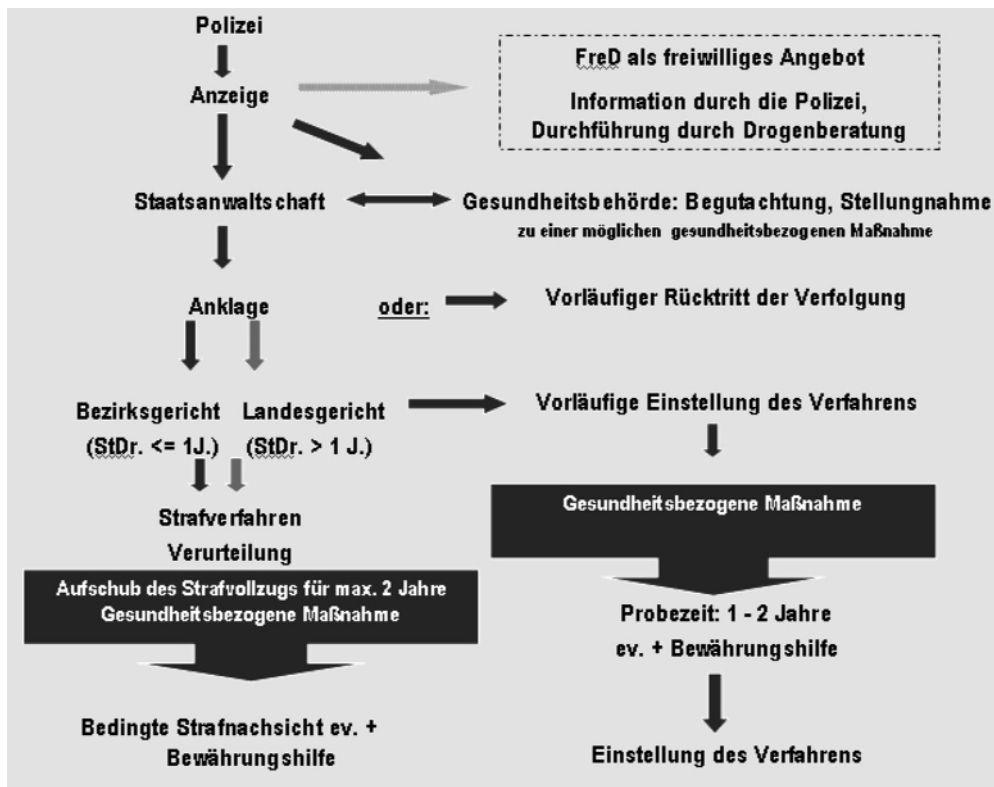 Polizei
FreD als freiwilliges Angebot
Anzeige
Information durch die Polizei,
Durchführung durch Drogenberatung
Staatsanwaltschaft
Gesundheitsbehörde: Begutachtung, Stellungnahme
zu einer möglichen gesundheitsbezogenen Maßnahme
Anklage
oder:
Vorläufiger Rücktritt der Verfolgung
Bezirksgericht
(StDr. <= 1J.)
Landesgericht
(StDr. > 1 J.)
Vorläufige Einstellung des Verfahrens
Strafverfahren
Verurteilung
Aufschub des Strafvollzugs für max. 2 Jahre
Gesundheitsbezogene Maßnahme
Bedingte Strafnachsicht ev. +
Bewährungshilfe
Gesundheitsbezogene Maßnahme
Probezeit: 1 - 2 Jahre
ev. + Bewährungshilfe
Einstellung des Verfahrens